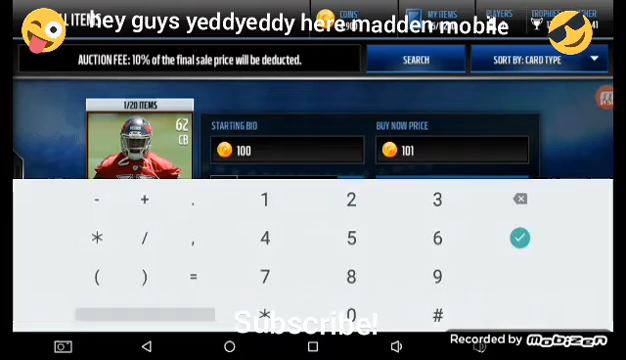 hey guys yeddyeddy here madden mobile
LL ITEMS
COINS
MY ITEMS
PLAYERS
AUCTION FEE: 10% of the final sale price will be deducted.
SEARCH
SORT BY: CARD TYPE
1/20 ITEMS
62
CB
STARTING BID
BUY NOW PRICE
100
101
- + . 1 2 3
* / , 4 5 6
( ) = 7 8 9
* 0 #
Subscribe!
Recorded by mobizen